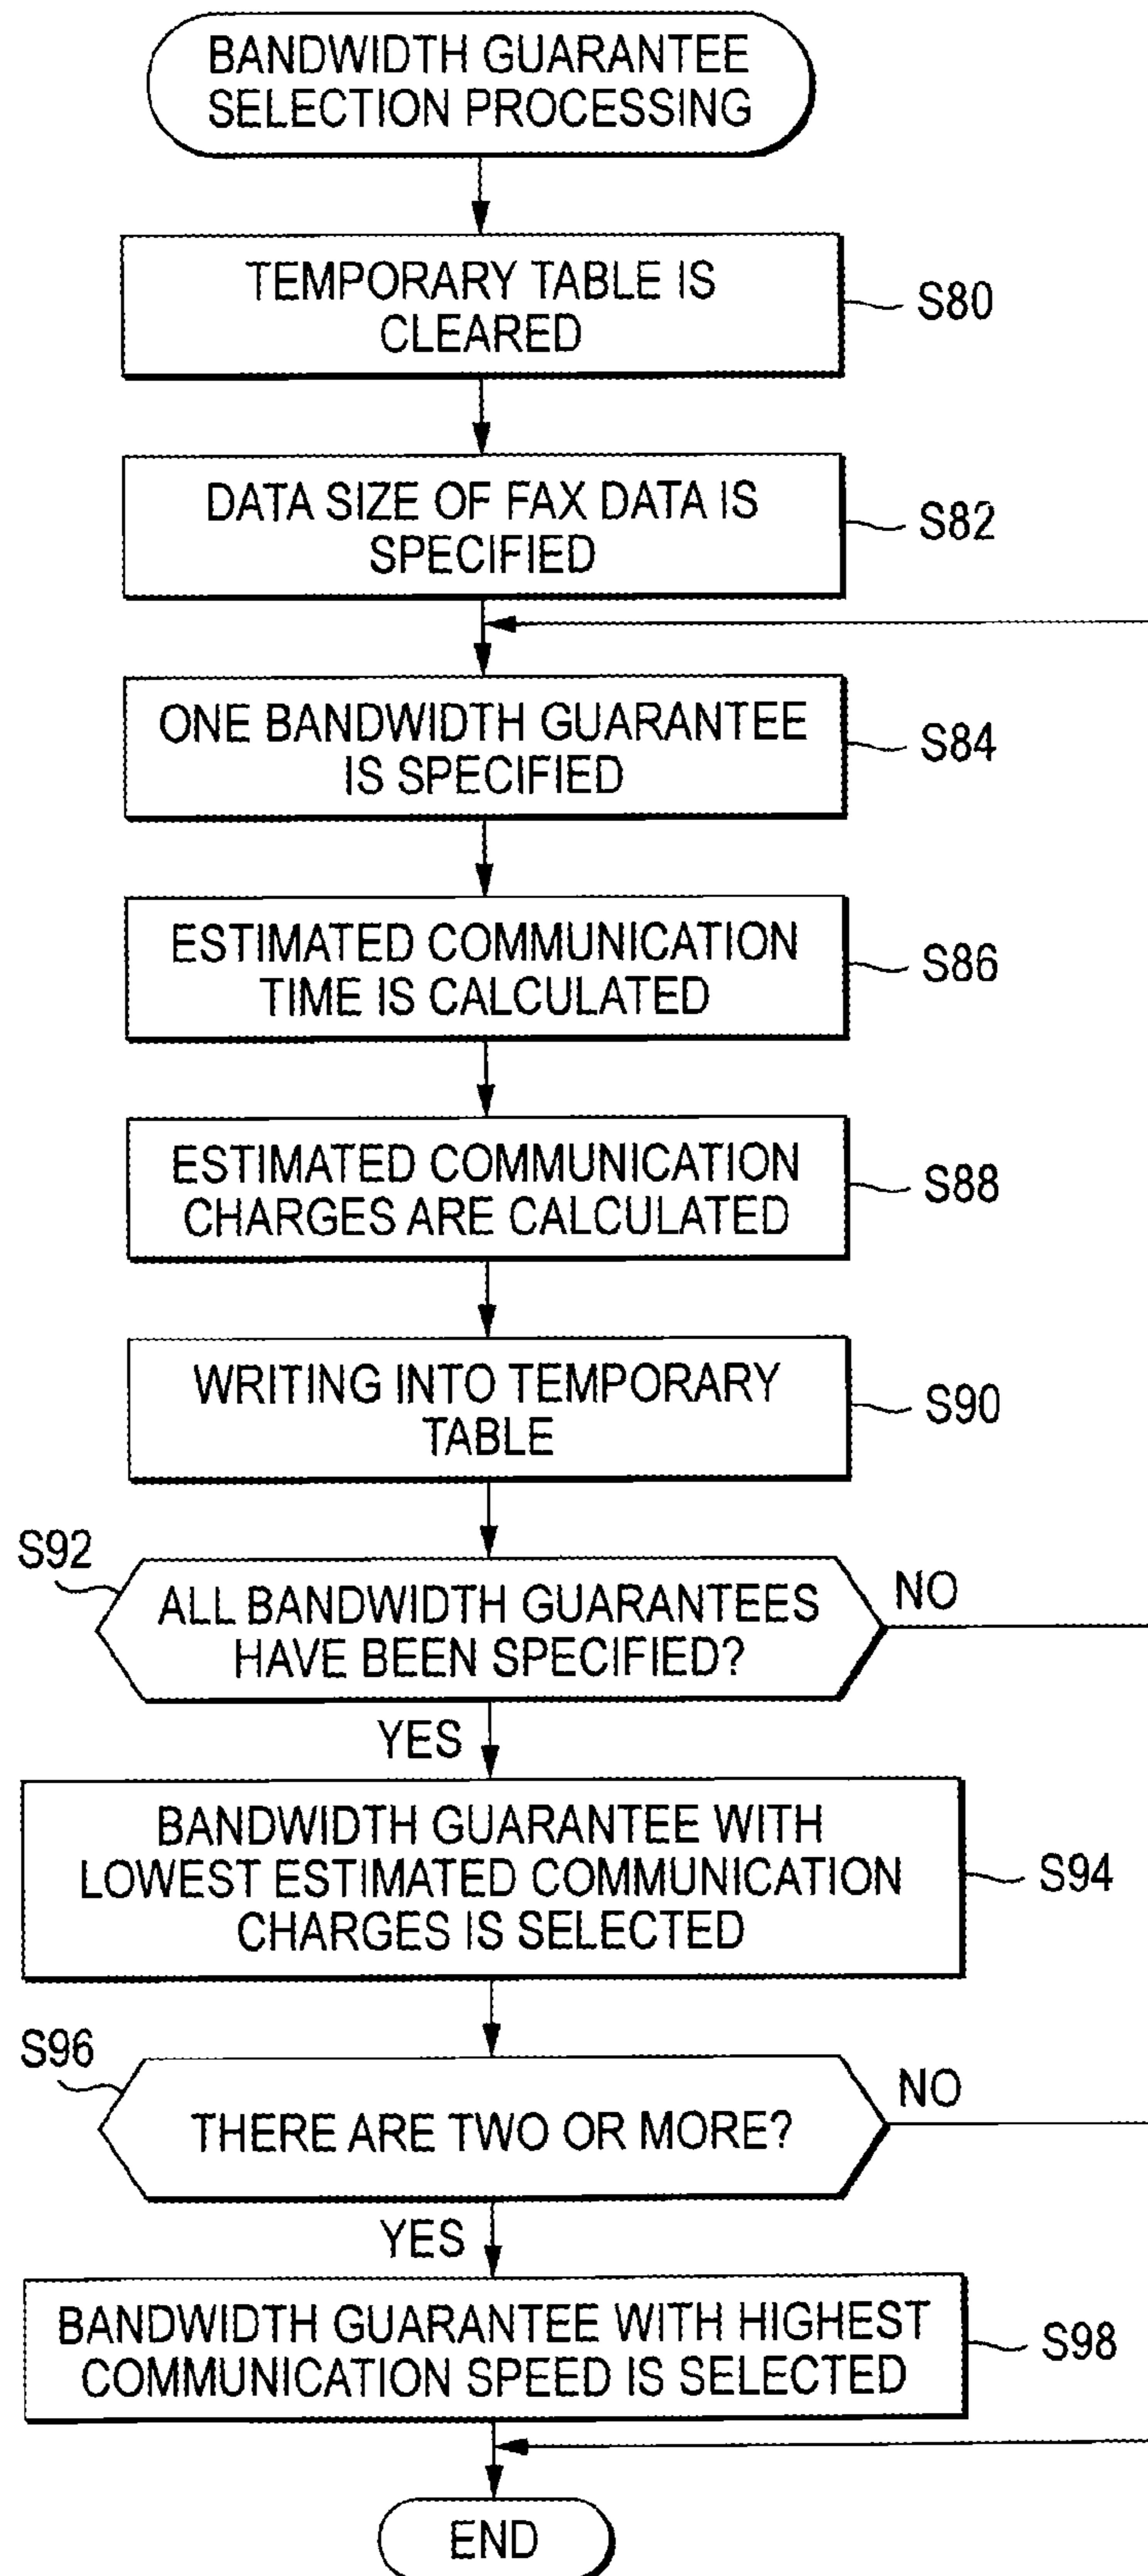 BANDWIDTH GUARANTEE
SELECTION PROCESSING
TEMPORARY TABLE IS
CLEARED
S80
DATA SIZE OF FAX DATA IS
SPECIFIED
S82
ONE BANDWIDTH GUARANTEE
IS SPECIFIED
S84
ESTIMATED COMMUNICATION
TIME IS CALCULATED
S86
ESTIMATED COMMUNICATION
CHARGES ARE CALCULATED
S88
WRITING INTO TEMPORARY
TABLE
S90
S92
ALL BANDWIDTH GUARANTEES
HAVE BEEN SPECIFIED?
NO
YES
BANDWIDTH GUARANTEE WITH
LOWEST ESTIMATED COMMUNICATION
CHARGES IS SELECTED
S94
S96
THERE ARE TWO OR MORE?
NO
YES
BANDWIDTH GUARANTEE WITH HIGHEST
COMMUNICATION SPEED IS SELECTED
S98
END